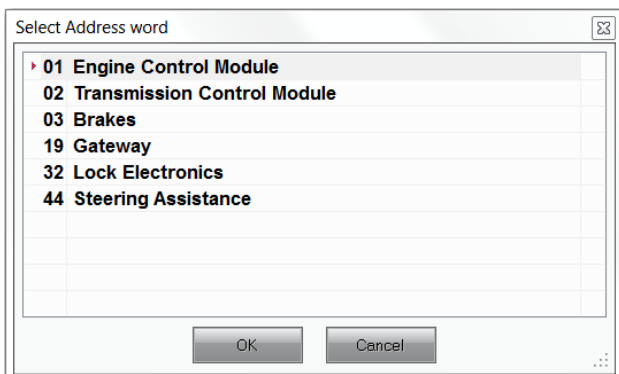 Select Address word
01 Engine Control Module
02 Transmission Control Module
03 Brakes
19 Gateway
32 Lock Electronics
44 Steering Assistance
OK Cancel